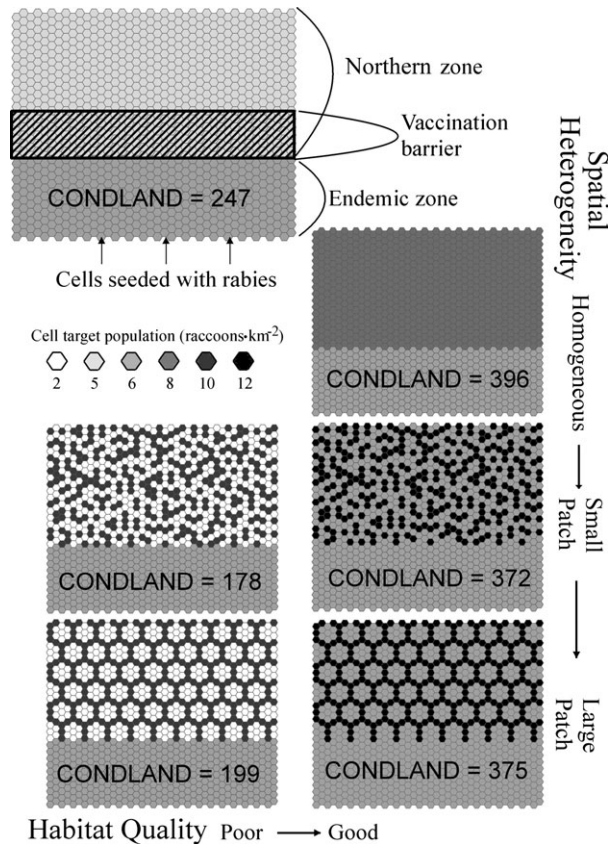 Northern zone
Vaccination
barrier
CONDLAND = 247
Endemic zone
Cells seeded with rabies
Spatial
Heterogeneity
Cell target population (raccoons·km⁻²)
2 5 6 8 10 12
Homogeneous
CONDLAND = 396
Small
Patch
CONDLAND = 178
CONDLAND = 372
Large
Patch
CONDLAND = 199
CONDLAND = 375
Habitat Quality Poor Good